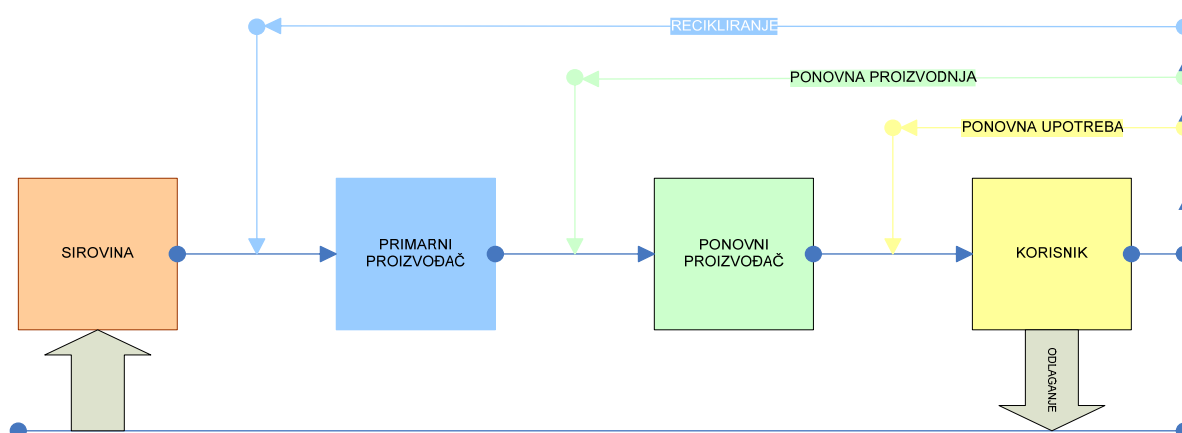 RECIKLIRANJE
PONOVNA PROIZVODNJA
PONOVNA UPOTREBA
SIROVINA
PRIMARNI
PROIZVOĐAČ
PONOVNI
PROIZVOĐAČ
KORISNIK
ODLAGANJE